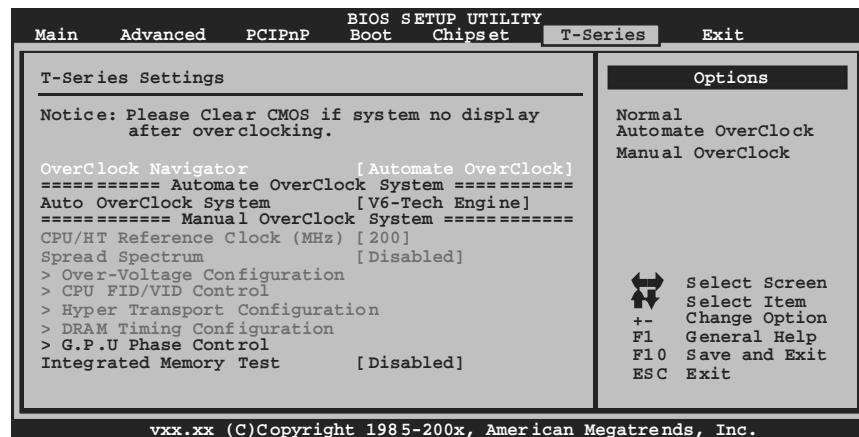 BIOS SETUP UTILITY
Main Advanced PCIPnP Boot Chipset T-Series Exit
T-Series Settings
Notice: Please Clear CMOS if system no display
after overclocking.
OverClock Navigator [Automate OverClock]
=========== Automate OverClock System ===========
Auto OverClock System [V6-Tech Engine]
============ Manual OverClock System ============
CPU/HT Reference Clock (MHz) [200]
Spread Spectrum [Disabled]
> Over-Voltage Configuration
> CPU FID/VID Control
> Hyper Transport Configuration
> DRAM Timing Configuration
> G.P.U Phase Control
Integrated Memory Test [Disabled]
Options
Normal
Automate OverClock
Manual OverClock
Select Screen
Select Item
+- Change Option
F1 General Help
F10 Save and Exit
ESC Exit
vxx.xx (C)Copyright 1985-200x, American Megatrends, Inc.